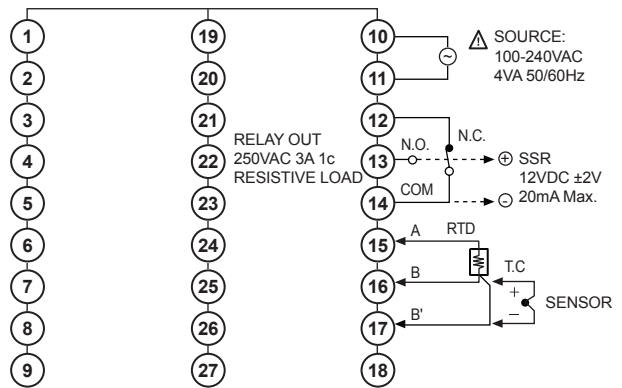 1 19 10
2 20 11
3 21 12
4 22 13
5 23 14
6 24 15
7 25 16
8 26 17
9 27 18
~
⚠ SOURCE:
100-240VAC
4VA 50/60Hz
RELAY OUT
250VAC 3A 1c
RESISTIVE LOAD
N.O.
N.C.
COM
+ SSR
12VDC ±2V
- 20mA Max.
A RTD
B
B'
T.C
+
−
SENSOR